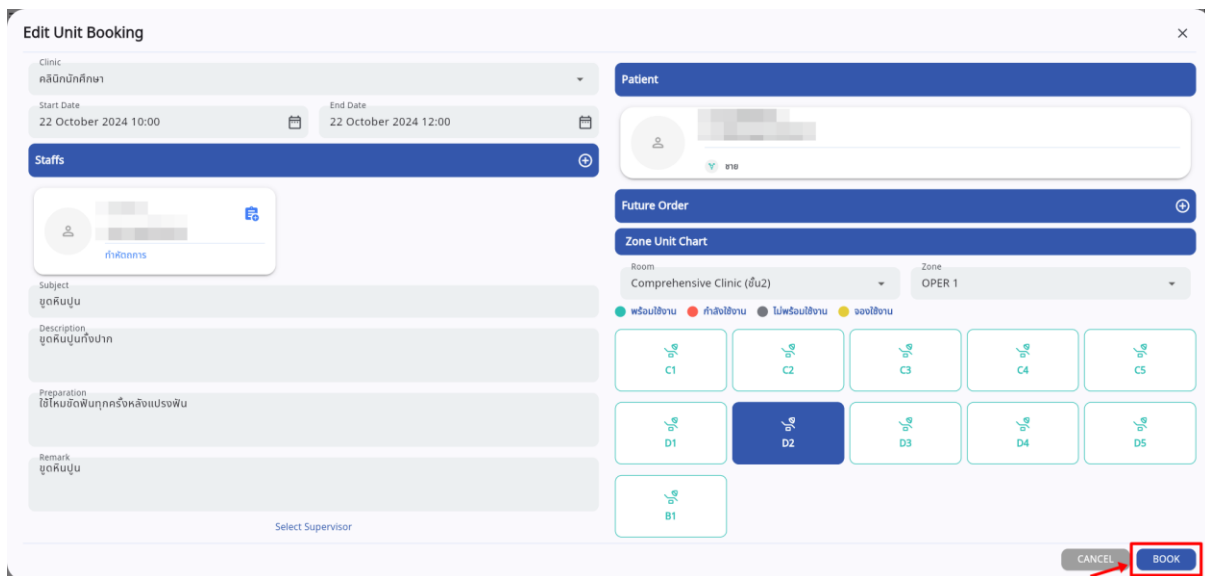 Edit Unit Booking
Clinic
คลินิกนักศึกษา
Start Date
22 October 2024 10:00
End Date
22 October 2024 12:00
Staffs
ทำหัตถการ
Subject
ขูดหินปูน
Description
ขูดหินปูนทั้งปาก
Preparation
ใช้ไหมขัดฟันทุกครั้งหลังแปรงฟัน
Remark
ขูดหินปูน
Select Supervisor
Patient
ชาย
Future Order
Zone Unit Chart
Room
Comprehensive Clinic (ชั้น2)
Zone
OPER 1
พร้อมใช้งาน กำลังใช้งาน ไม่พร้อมใช้งาน จองใช้งาน
C1 C2 C3 C4 C5
D1 D2 D3 D4 D5
B1
CANCEL BOOK